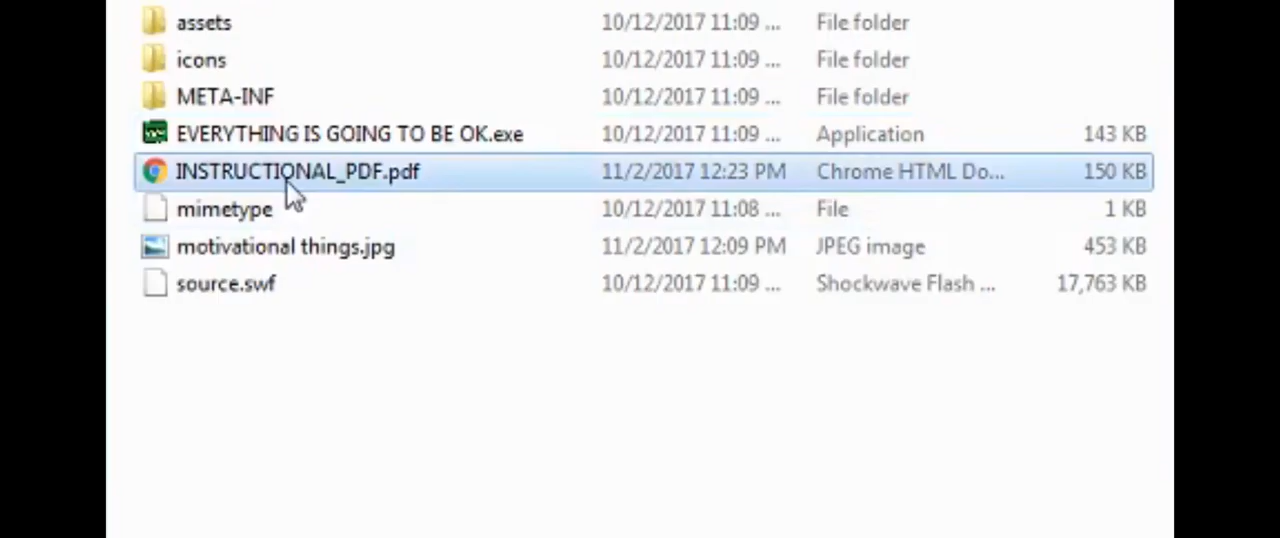 assets 10/12/2017 11:09 ... File folder
icons 10/12/2017 11:09 ... File folder
META-INF 10/12/2017 11:09 ... File folder
EVERYTHING IS GOING TO BE OK.exe 10/12/2017 11:09 ... Application 143 KB
INSTRUCTIONAL_PDF.pdf 11/2/2017 12:23 PM Chrome HTML Do... 150 KB
mimetype 10/12/2017 11:08 ... File 1 KB
motivational things.jpg 11/2/2017 12:09 PM JPEG image 453 KB
source.swf 10/12/2017 11:09 ... Shockwave Flash ... 17,763 KB